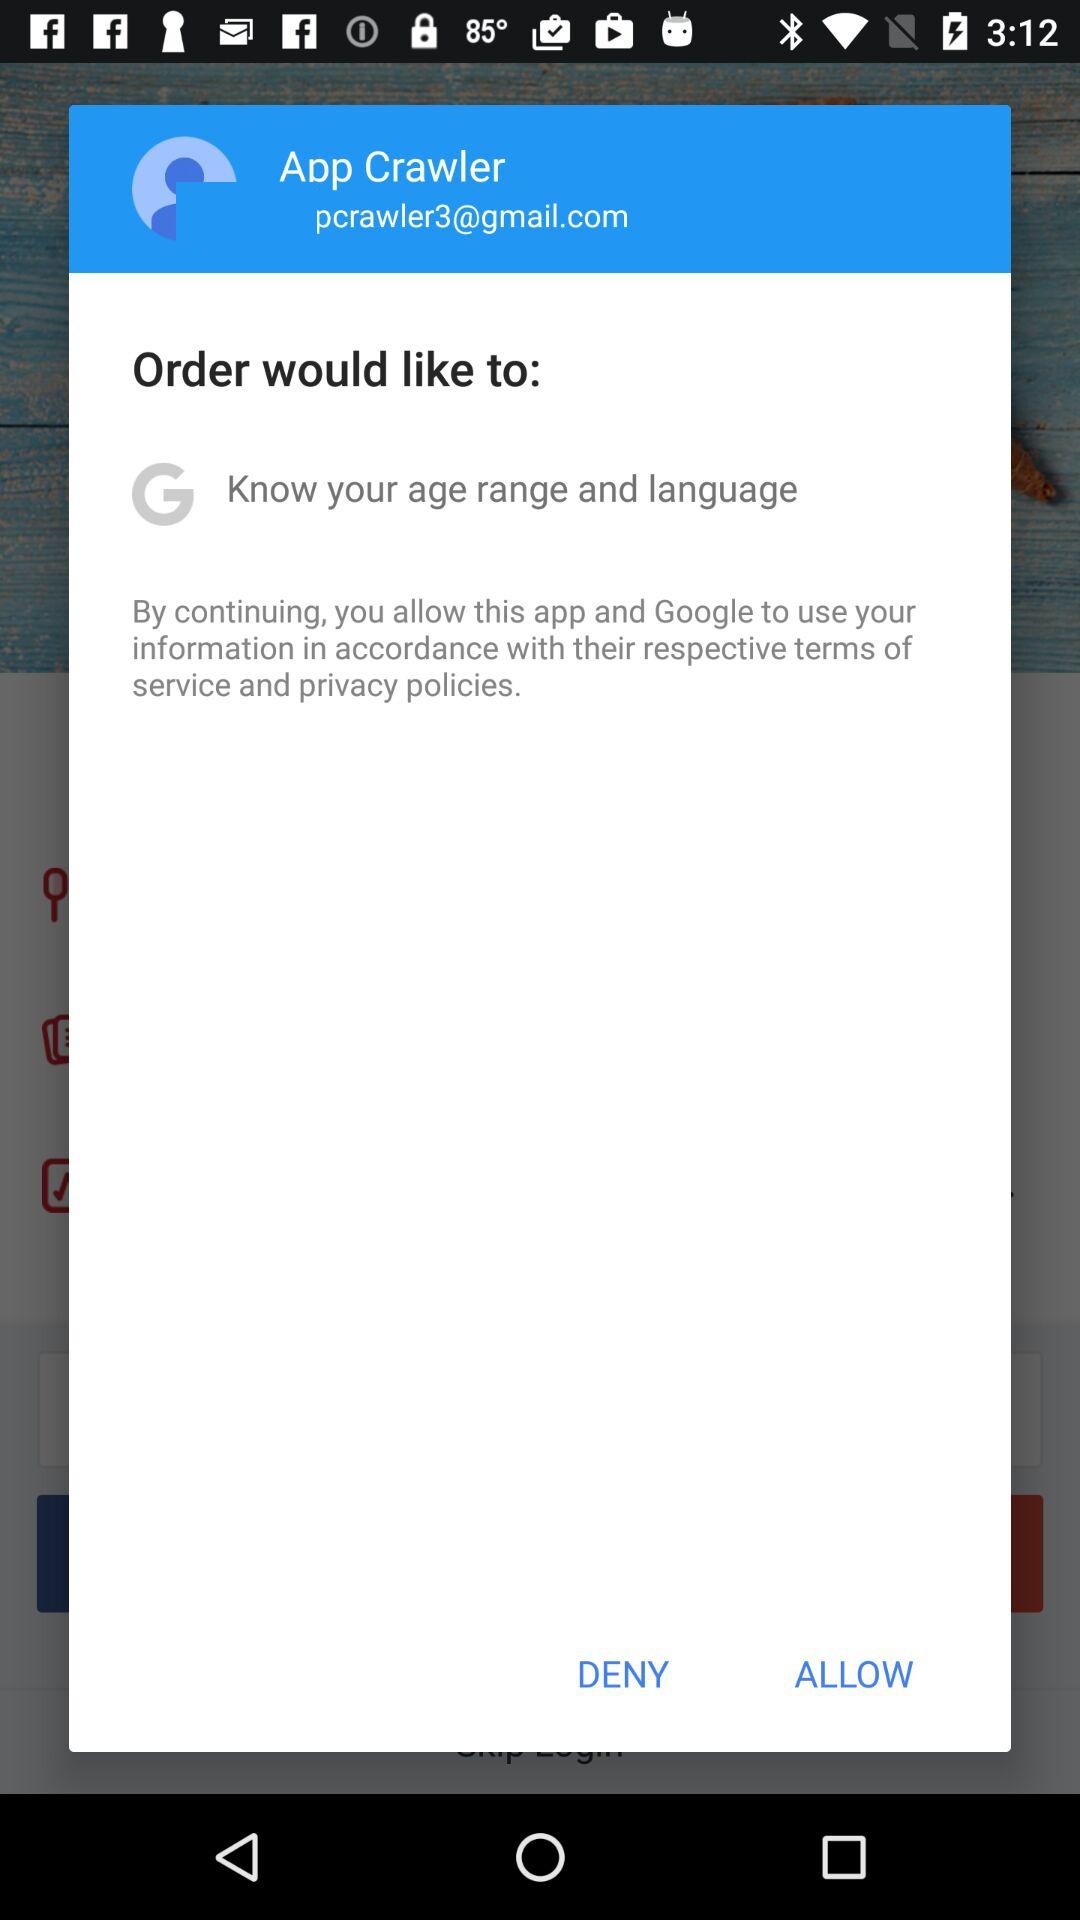 85° 3:12
App Crawler
pcrawler3@gmail.com
Order would like to:
Know your age range and language
By continuing, you allow this app and Google to use your
information in accordance with their respective terms of
service and privacy policies.
DENY ALLOW
Skip Login